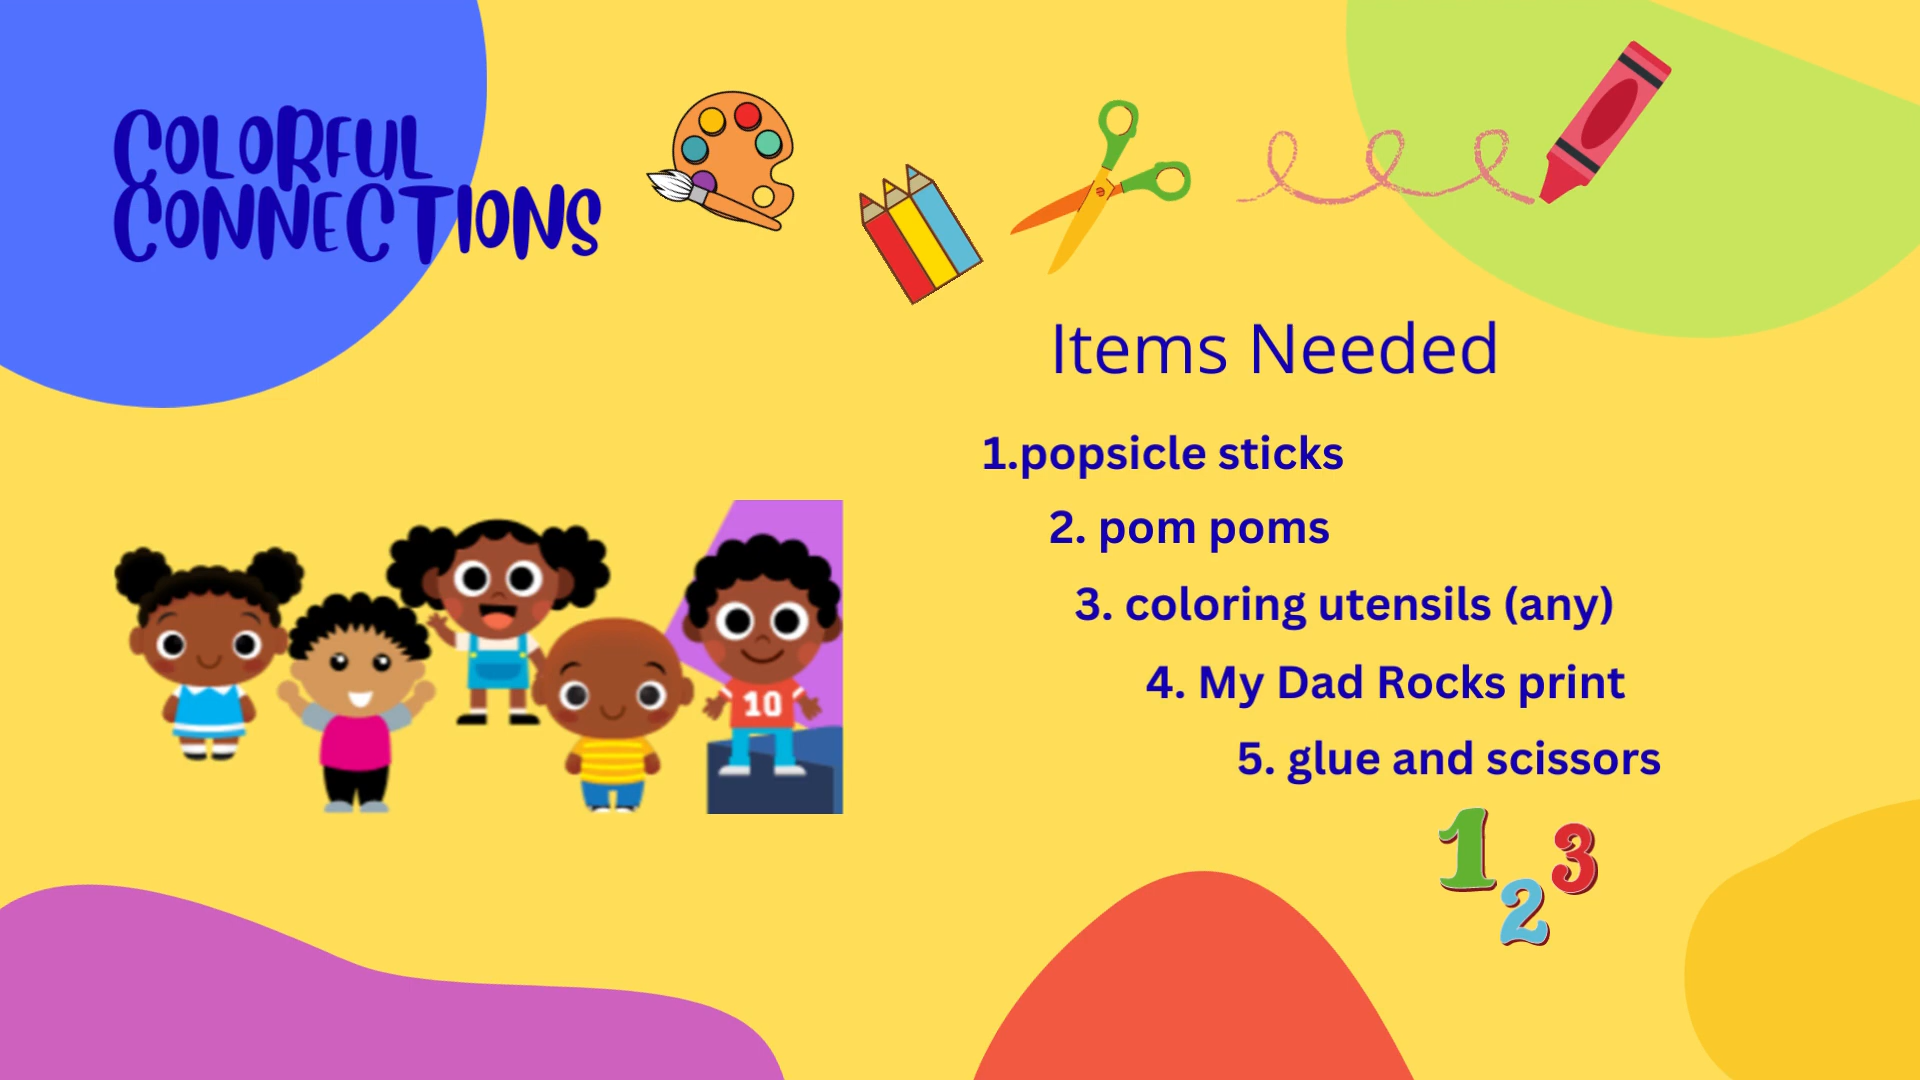 COLORFUL
CONNECTIONS
Items Needed
1.popsicle sticks
2. pom poms
3. coloring utensils (any)
4. My Dad Rocks print
5. glue and scissors
10
1 2 3